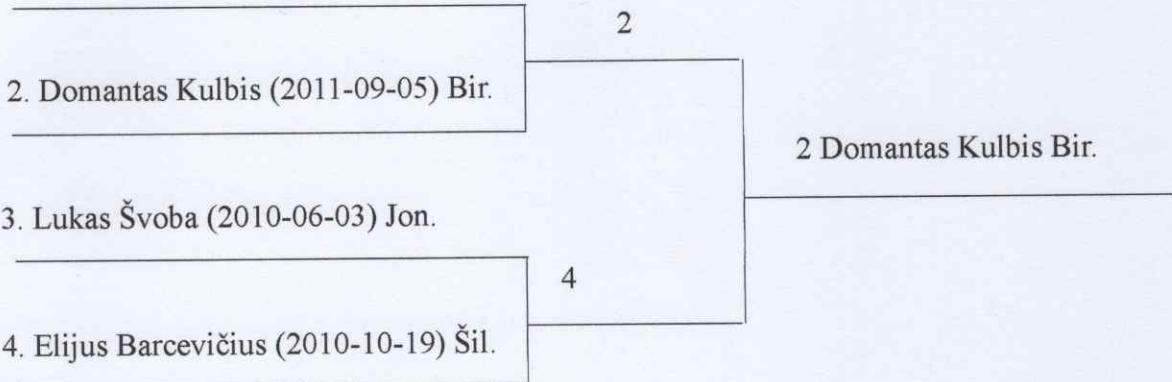 2
2. Domantas Kulbis (2011-09-05) Bir.
2 Domantas Kulbis Bir.
3. Lukas Švoba (2010-06-03) Jon.
4
4. Elijus Barcevičius (2010-10-19) Šil.